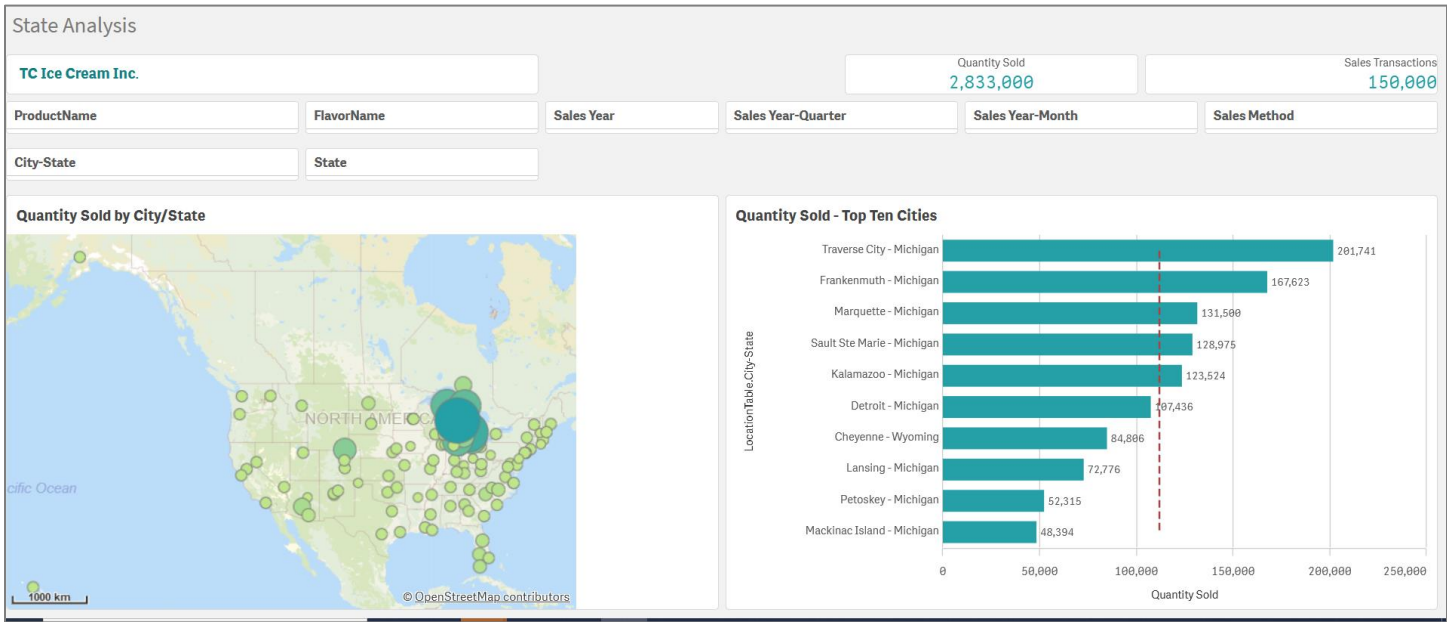 State Analysis
TC Ice Cream Inc.
Quantity Sold
2,833,000
Sales Transactions
150,000
ProductName
FlavorName
Sales Year
Sales Year-Quarter
Sales Year-Month
Sales Method
City-State
State
Quantity Sold by City/State
NORTH AMERICA
cific Ocean
1000 km
© OpenStreetMap contributors
Quantity Sold - Top Ten Cities
LocationTable.City-State
Traverse City - Michigan 201,741
Frankenmuth - Michigan 167,623
Marquette - Michigan 131,500
Sault Ste Marie - Michigan 128,975
Kalamazoo - Michigan 123,524
Detroit - Michigan 107,436
Cheyenne - Wyoming 84,806
Lansing - Michigan 72,776
Petoskey - Michigan 52,315
Mackinac Island - Michigan 48,394
0 50,000 100,000 150,000 200,000 250,000
Quantity Sold